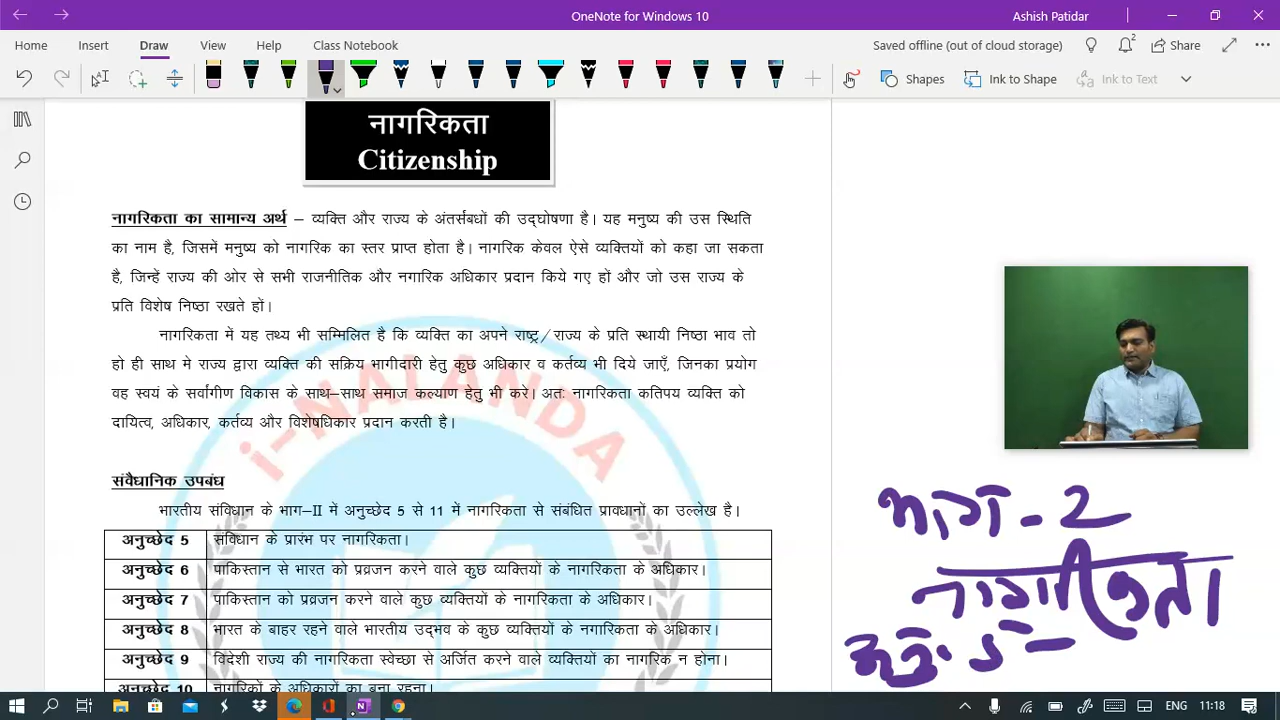 OneNote for Windows 10
Ashish Patidar
Home Insert Draw View Help Class Notebook
Saved offline (out of cloud storage) Share
Shapes Ink to Shape Ink to Text
नागरिकता
Citizenship
नागरिकता का सामान्य अर्थ – व्यक्ति और राज्य के अंतर्संबधों की उद्घोषणा है। यह मनुष्य की उस स्थिति
का नाम है, जिसमें मनुष्य को नागरिक का स्तर प्राप्त होता है। नागरिक केवल ऐसे व्यक्तियों को कहा जा सकता
है, जिन्हें राज्य की ओर से सभी राजनीतिक और नगारिक अधिकार प्रदान किये गए हों और जो उस राज्य के
प्रति विशेष निष्ठा रखते हों।
नागरिकता में यह तथ्य भी सम्मिलित है कि व्यक्ति का अपने राष्ट्र/राज्य के प्रति स्थायी निष्ठा भाव तो
हो ही साथ मे राज्य द्वारा व्यक्ति की सक्रिय भागीदारी हेतु कुछ अधिकार व कर्तव्य भी दिये जाएँ, जिनका प्रयोग
वह स्वयं के सर्वांगीण विकास के साथ–साथ समाज कल्याण हेतु भी करे। अतः नागरिकता कतिपय व्यक्ति को
दायित्व, अधिकार, कर्तव्य और विशेषधिकार प्रदान करती है।
i-NALANDA
संवैधानिक उपबंध
भारतीय संविधान के भाग–II में अनुच्छेद 5 से 11 में नागरिकता से संबंधित प्रावधानों का उल्लेख है।
अनुच्छेद 5 संविधान के प्रारंभ पर नागरिकता।
अनुच्छेद 6 पाकिस्तान से भारत को प्रव्रजन करने वाले कुछ व्यक्तियों के नागरिकता के अधिकार।
अनुच्छेद 7 पाकिस्तान को प्रव्रजन करने वाले कुछ व्यक्तियों के नागरिकता के अधिकार।
अनुच्छेद 8 भारत के बाहर रहने वाले भारतीय उद्भव के कुछ व्यक्तियों के नगारिकता के अधिकार।
अनुच्छेद 9 विदेशी राज्य की नागरिकता स्वेच्छा से अर्जित करने वाले व्यक्तियों का नागरिक न होना।
अनुच्छेद 10 नागरिकों के अधिकारों का बना रहना।
भाग - 2
नागरिकता
अनु. 5 -
ENG 11:18